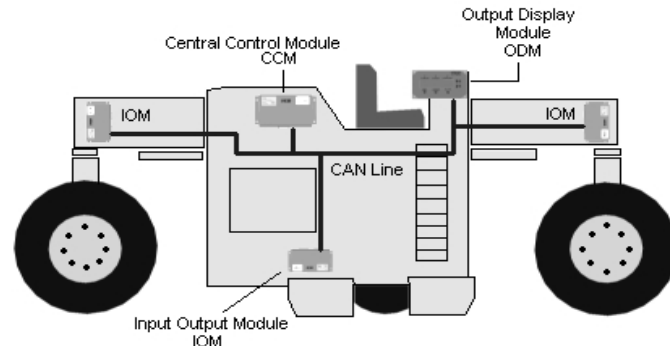 Output Display
Module
ODM
Central Control Module
CCM
IOM
IOM
CAN Line
Input Output Module
IOM